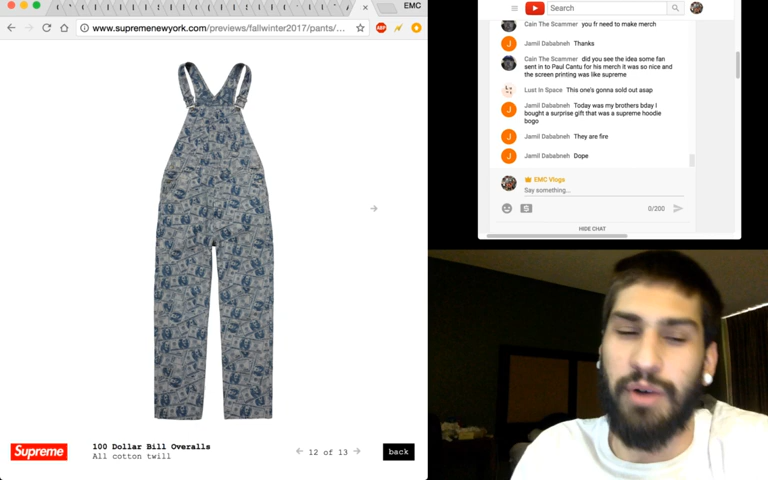 EMC
www.supremenewyork.com/previews/fallwinter2017/pants/...
ABP
100 Dollar Bill Overalls
All cotton twill
Supreme
12 of 13
back
Search
Cain The Scammer you fr need to make merch
J Jamil Dababneh Thanks
Cain The Scammer did you see the idea some fan
sent in to Paul Cantu for his merch it was so nice and
the screen printing was like supreme
Lust In Space This one's gonna sold out asap
J Jamil Dababneh Today was my brothers bday I
bought a surprise gift that was a supreme hoodie
bogo
J Jamil Dababneh They are fire
J Jamil Dababneh Dope
EMC Vlogs
Say something...
0/200
HIDE CHAT